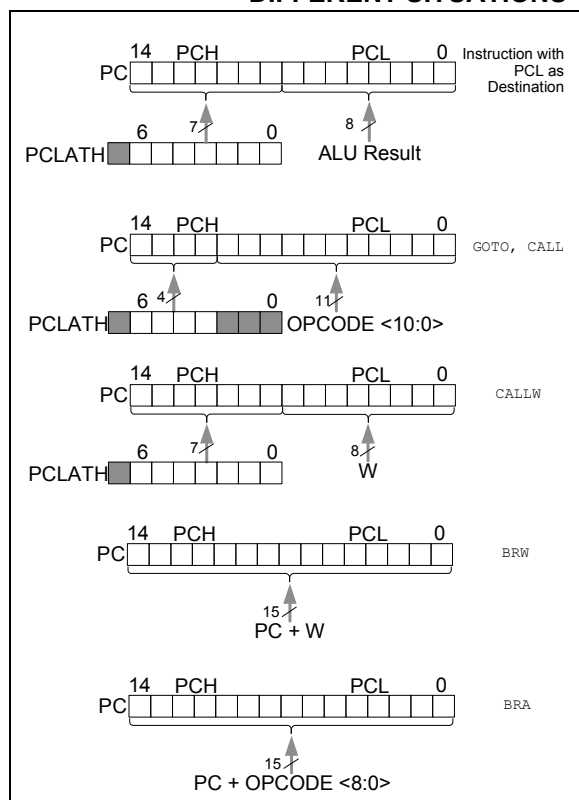 DIFFERENT SITUATIONS
14 PCH PCL 0 Instruction with
PC PCL as
Destination
6 7 0 8
PCLATH ALU Result
14 PCH PCL 0
PC GOTO, CALL
6 4 0 11
PCLATH OPCODE <10:0>
14 PCH PCL 0
PC CALLW
6 7 0 8
PCLATH W
14 PCH PCL 0
PC BRW
15
PC + W
14 PCH PCL 0
PC BRA
15
PC + OPCODE <8:0>